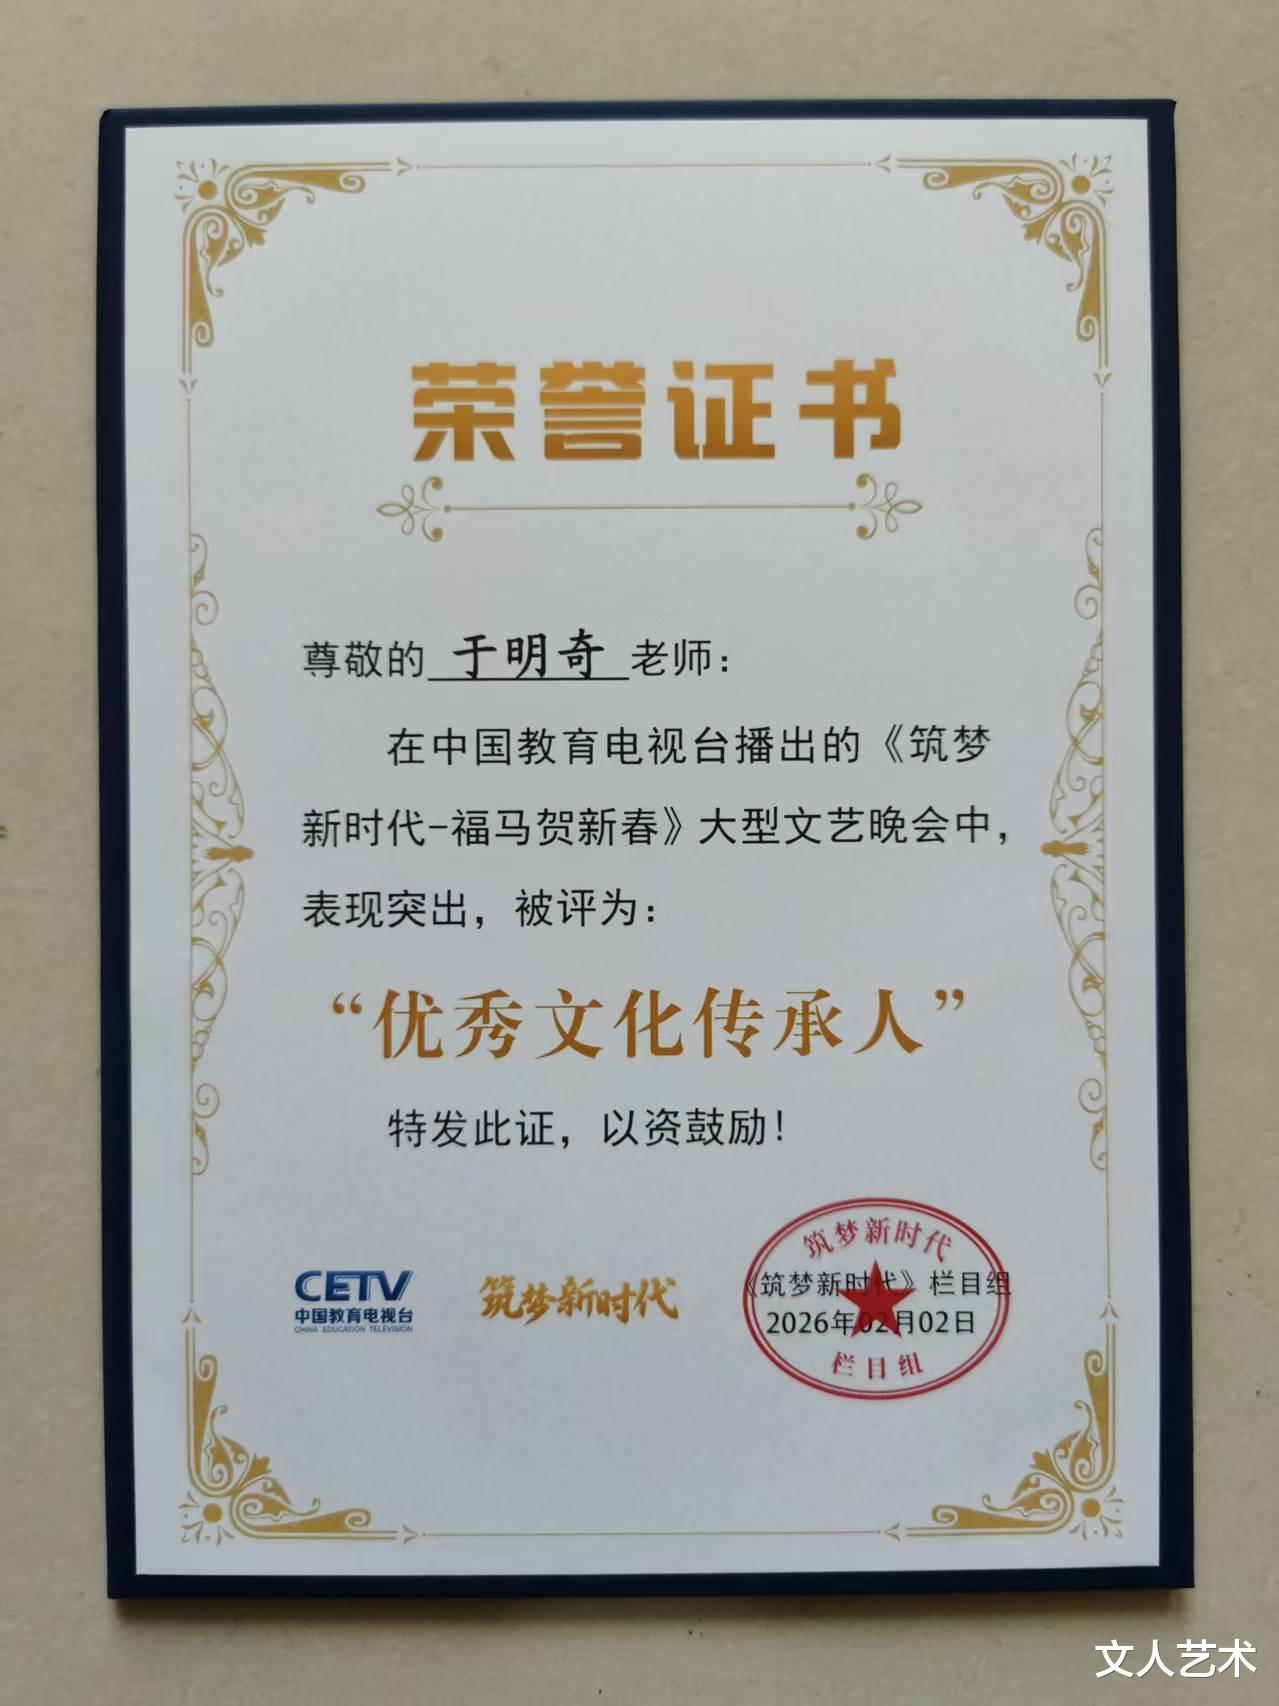 荣誉证书
尊敬的 于明奇 老师：
在中国教育电视台播出的《筑梦
新时代-福马贺新春》大型文艺晚会中，
表现突出，被评为：
“优秀文化传承人”
特发此证，以资鼓励！
CETV
中国教育电视台
CHINA EDUCATION TELEVISION
筑梦新时代
筑梦新时代
《筑梦新时代》栏目组
2026年02月02日
栏目组
文人艺术